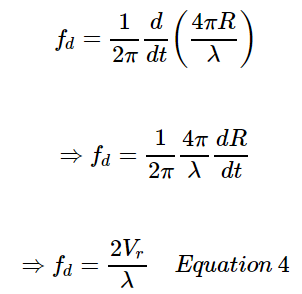 f_d = \frac{1}{2\pi} \frac{d}{dt} \left( \frac{4\pi R}{\lambda} \right)
\Rightarrow f_d = \frac{1}{2\pi} \frac{4\pi}{\lambda} \frac{dR}{dt}
\Rightarrow f_d = \frac{2V_r}{\lambda} \quad Equation 4